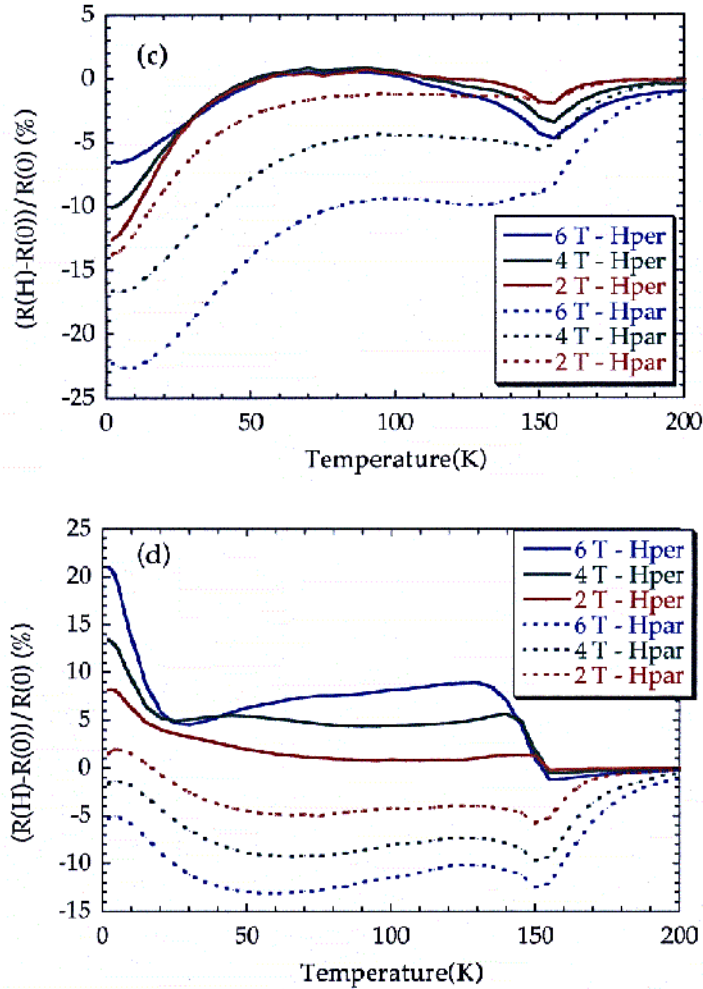 5
0
-5
-10
-15
-20
-25
(R(H)-R(0))/R(0) (%)
(c)
6 T - Hper
4 T - Hper
2 T - Hper
6 T - Hpar
4 T - Hpar
2 T - Hpar
0 50 100 150 200
Temperature(K)
25
20
15
10
5
0
-5
-10
-15
(R(H)-R(0))/R(0) (%)
(d)
6 T - Hper
4 T - Hper
2 T - Hper
6 T - Hpar
4 T - Hpar
2 T - Hpar
0 50 100 150 200
Temperature(K)